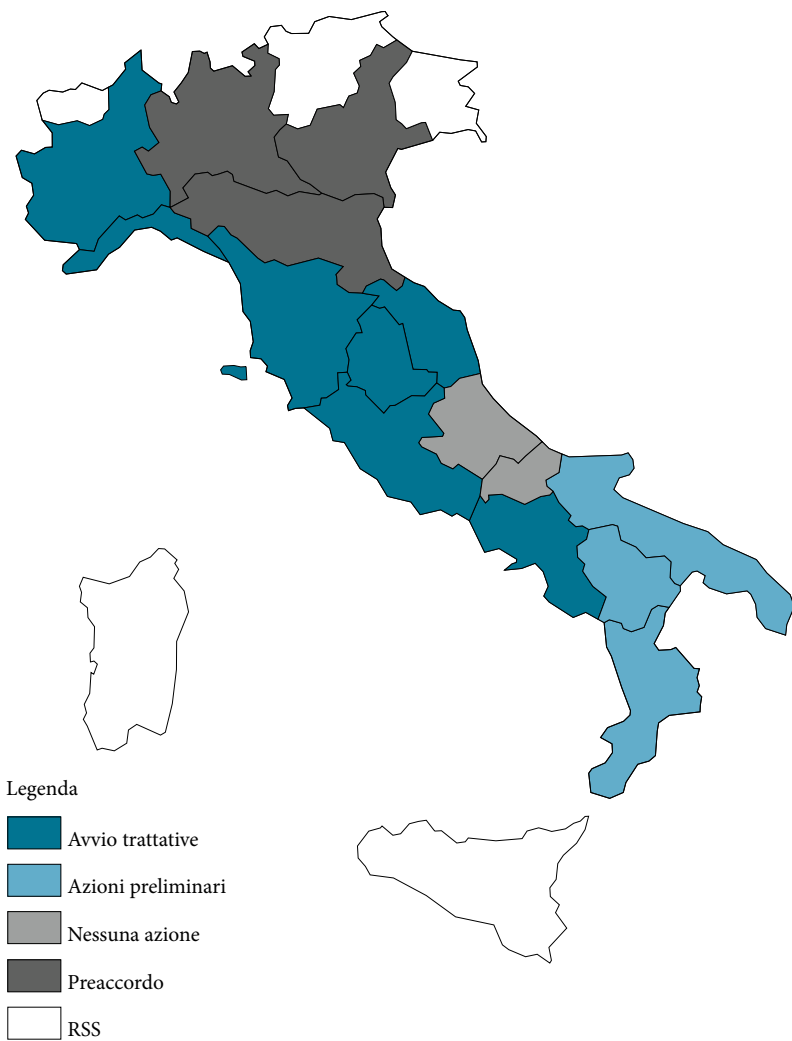 Legenda
Avvio trattative
Azioni preliminari
Nessuna azione
Preaccordo
RSS